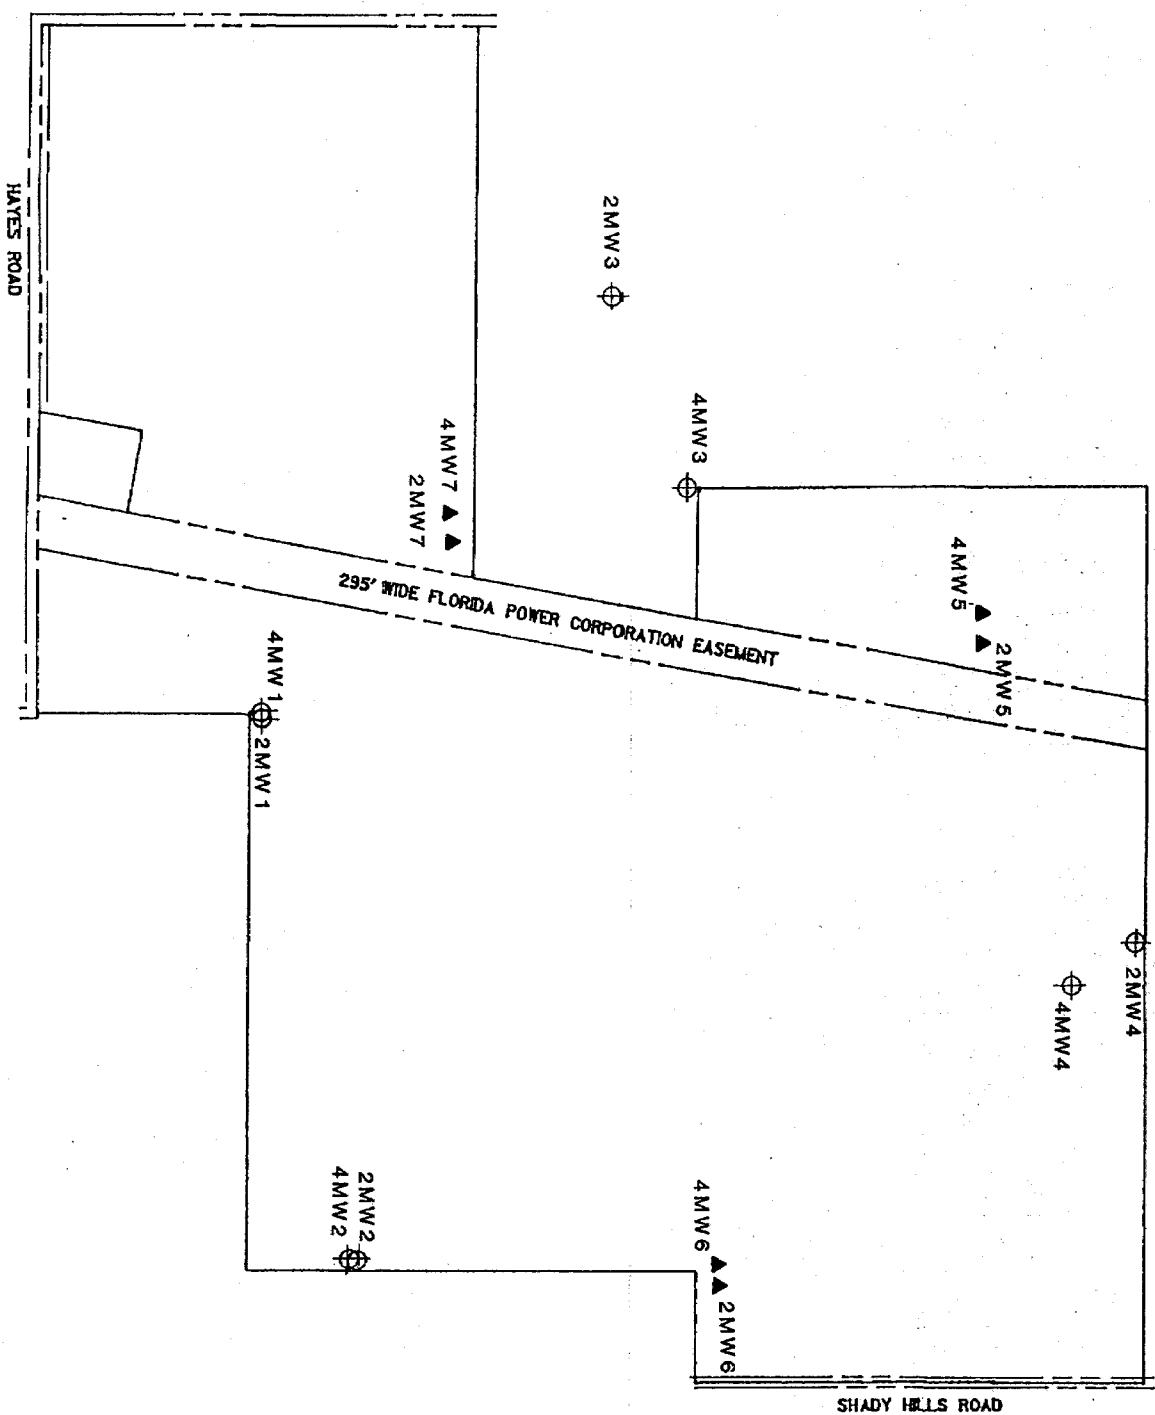 HAYES ROAD
2MW3
4MW3
4MW7
2MW7
4MW5
2MW5
295' WIDE FLORIDA POWER CORPORATION EASEMENT
4MW1
2MW1
2MW4
4MW4
2MW2
4MW2
4MW6
2MW6
SHADY HILLS ROAD